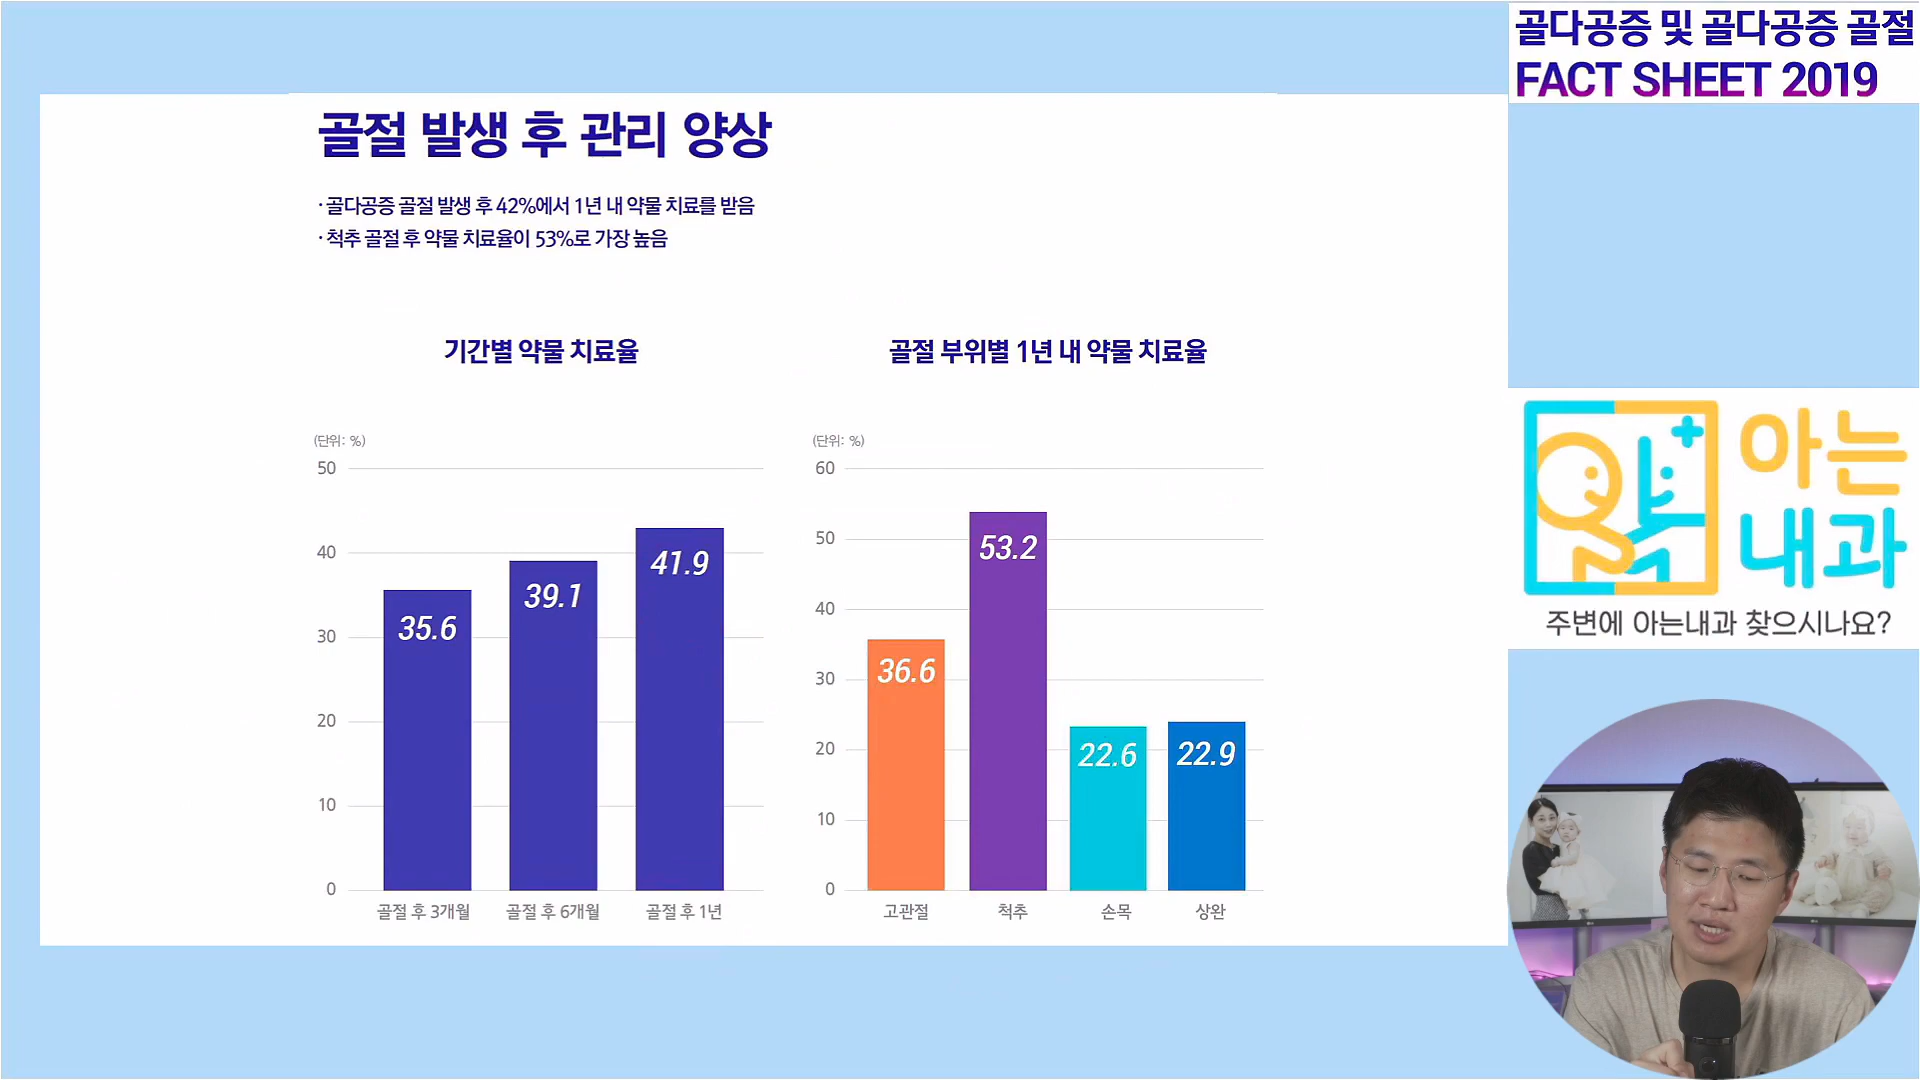 골다공증 및 골다공증 골절
FACT SHEET 2019
골절 발생 후 관리 양상
· 골다공증 골절 발생 후 42%에서 1년 내 약물 치료를 받음
· 척추 골절 후 약물 치료율이 53%로 가장 높음
기간별 약물 치료율
(단위: %)
50
40
30
20
10
0
35.6
39.1
41.9
골절 후 3개월
골절 후 6개월
골절 후 1년
골절 부위별 1년 내 약물 치료율
(단위: %)
60
50
40
30
20
10
0
36.6
53.2
22.6
22.9
고관절
척추
손목
상완
아는
내과
주변에 아는내과 찾으시나요?